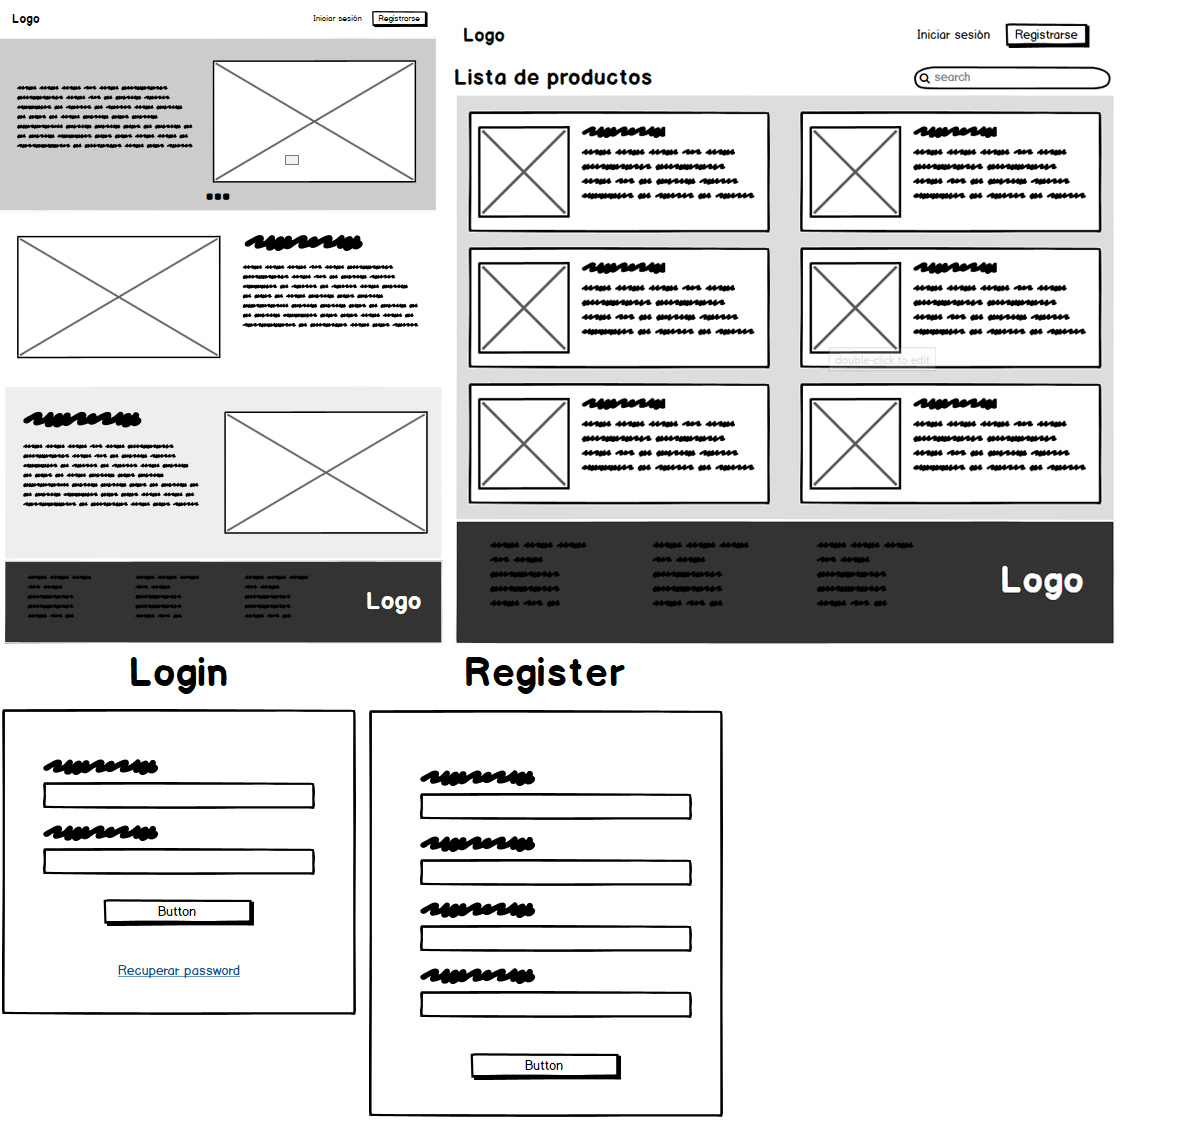 Logo
Iniciar sesión
Registrarse
Logo
Logo
Iniciar sesión
Registrarse
Lista de productos
search
double-click to edit
Logo
Login
Button
Recuperar password
Register
Button